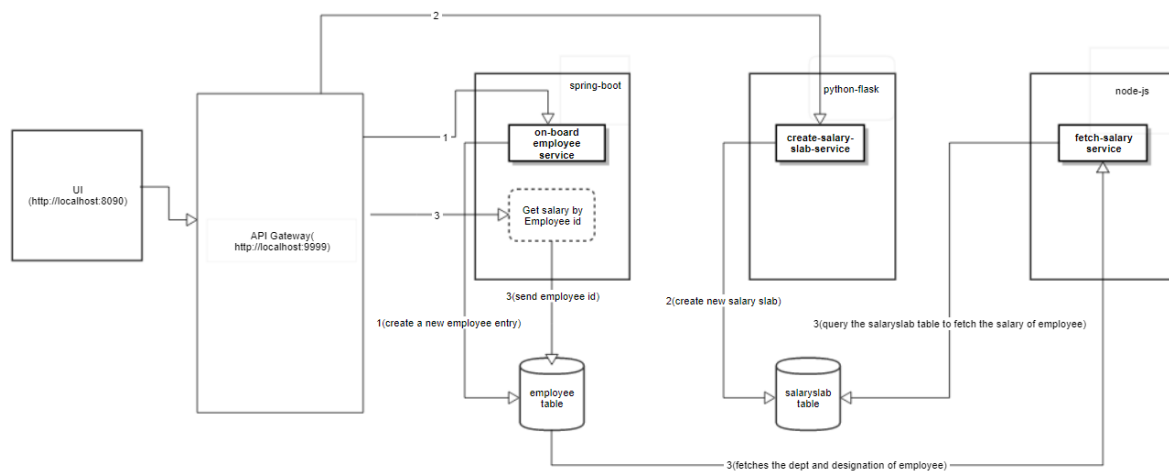 2
spring-boot
python-flask
node-js
1
on-board
employee
service
create-salary-
slab-service
fetch-salary
service
UI
(http://localhost:8090)
Get salary by
Employee id
3
API Gateway(
http://localhost:9999)
3(send employee id)
2(create new salary slab)
1(create a new employee entry)
3(query the salaryslab table to fetch the salary of employee)
employee
table
salaryslab
table
3(fetches the dept and designation of employee)